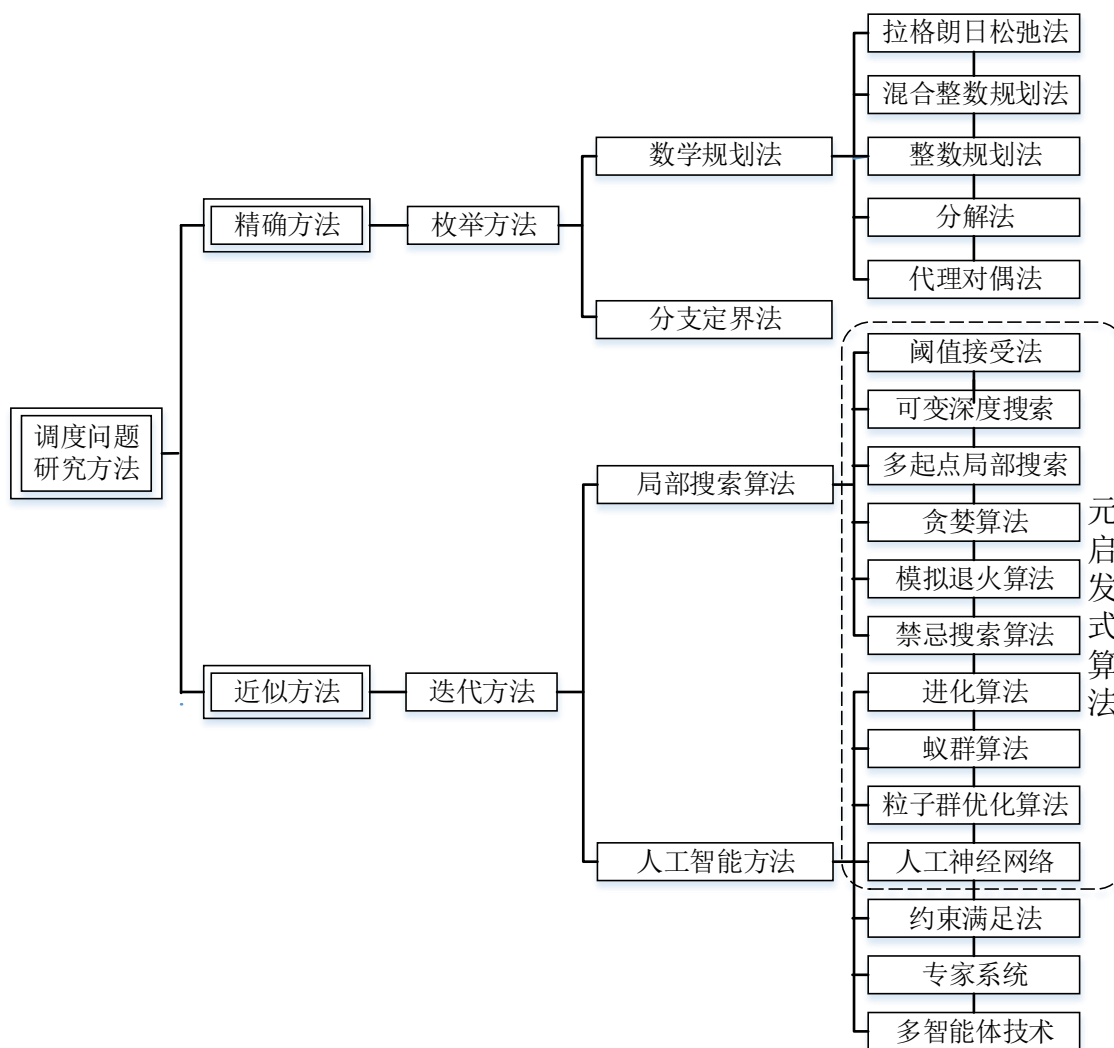 调度问题
研究方法
精确方法
枚举方法
数学规划法
拉格朗日松弛法
混合整数规划法
整数规划法
分解法
代理对偶法
分支定界法
近似方法
迭代方法
局部搜索算法
阈值接受法
可变深度搜索
多起点局部搜索
贪婪算法
模拟退火算法
禁忌搜索算法
人工智能方法
进化算法
蚁群算法
粒子群优化算法
人工神经网络
约束满足法
专家系统
多智能体技术
元启发式算法